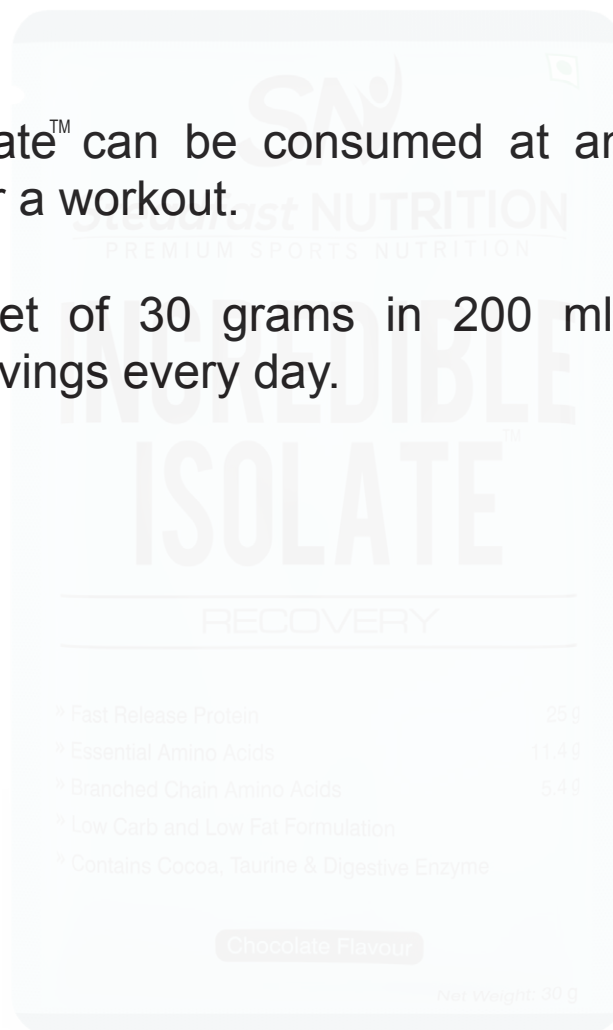 SN
ate™ can be consumed at
r a workout.
Steadfast NUTRITION
PREMIUM SPORTS NUTRITION
et of 30 grams in 200 ml
vings every day.
INCREDIBLE
ISOLATE™
RECOVERY
» Fast Release Protein 25 g
» Essential Amino Acids 11.4 g
» Branched Chain Amino Acids 5.4 g
» Low Carb and Low Fat Formulation
» Contains Cocoa, Taurine & Digestive Enzyme
Chocolate Flavour
Net Weight: 30 g